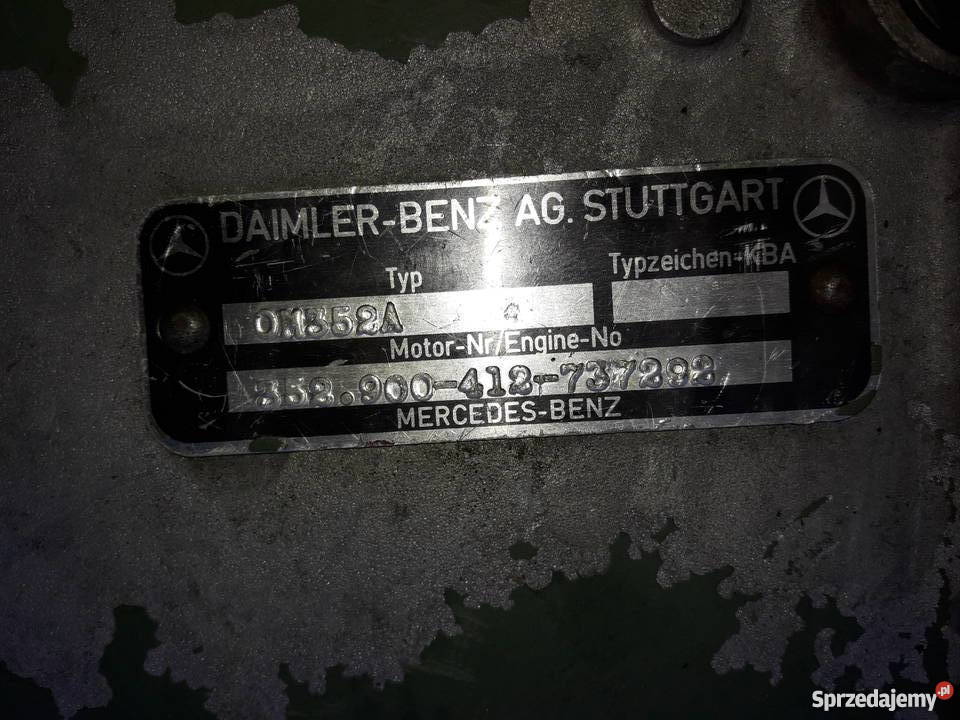 DAIMLER-BENZ AG. STUTTGART
Typ
Typzeichen-KBA
OM352A
Motor-Nr/Engine-No
352.900-412-737292
MERCEDES-BENZ
Sprzedajemy.pl